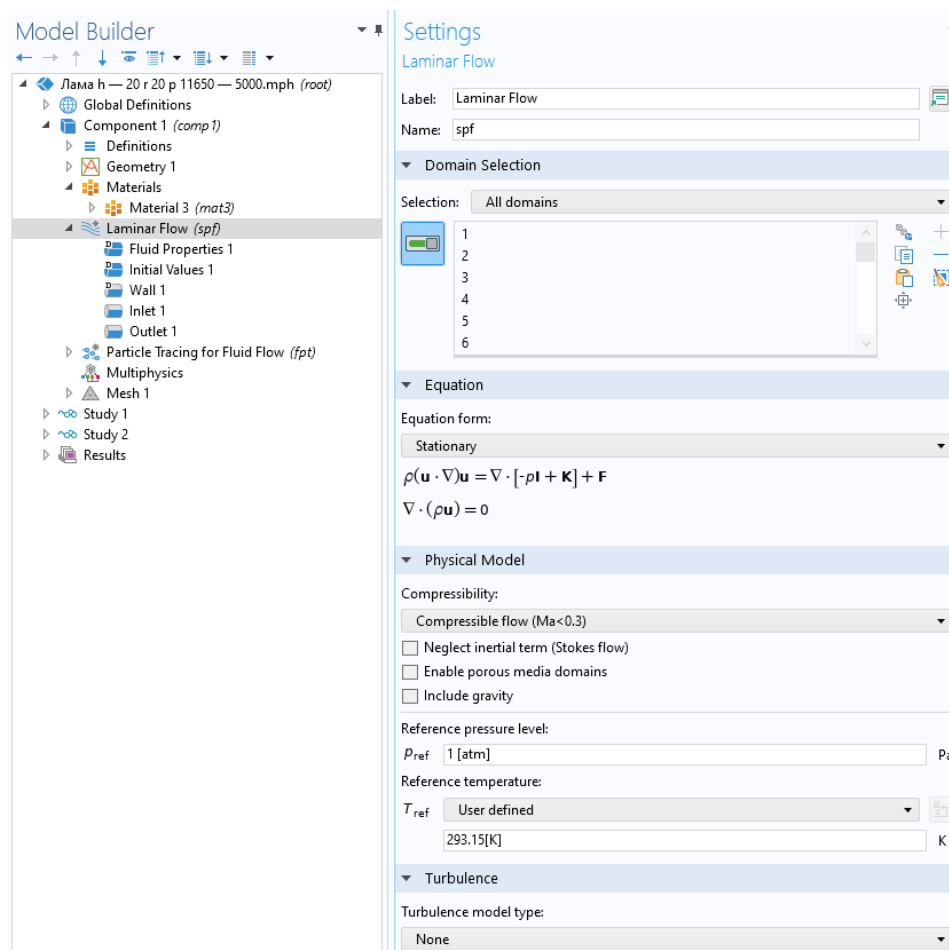 Model Builder
Лама h — 20 r 20 p 11650 — 5000.mph (root)
Global Definitions
Component 1 (comp1)
Definitions
Geometry 1
Materials
Material 3 (mat3)
Laminar Flow (spf)
Fluid Properties 1
Initial Values 1
Wall 1
Inlet 1
Outlet 1
Particle Tracing for Fluid Flow (fpt)
Multiphysics
Mesh 1
Study 1
Study 2
Results
Settings
Laminar Flow
Label: Laminar Flow
Name: spf
Domain Selection
Selection: All domains
1
2
3
4
5
6
Equation
Equation form:
Stationary
ρ(u · ∇)u = ∇ · [-pI + K] + F
∇ · (ρu) = 0
Physical Model
Compressibility:
Compressible flow (Ma<0.3)
Neglect inertial term (Stokes flow)
Enable porous media domains
Include gravity
Reference pressure level:
p ref 1 [atm] Pa
Reference temperature:
T ref User defined
293.15[K] K
Turbulence
Turbulence model type:
None